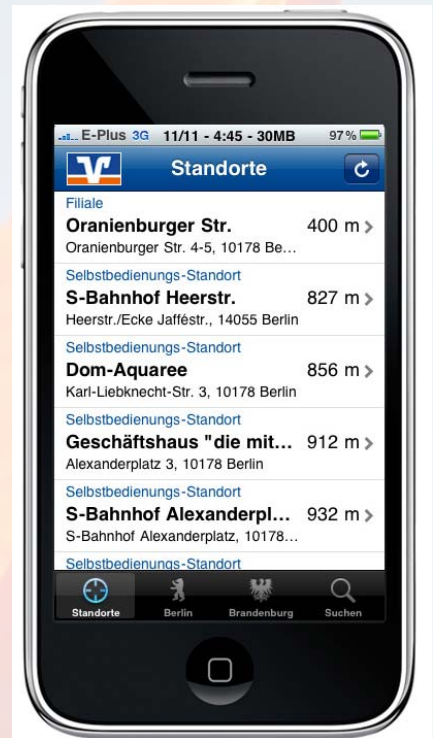 E-Plus 3G 11/11 - 4:45 - 30MB 97%
Standorte
Filiale
Oranienburger Str. 400 m
Oranienburger Str. 4-5, 10178 Be...
Selbstbedienungs-Standort
S-Bahnhof Heerstr. 827 m
Heerstr./Ecke Jafféstr., 14055 Berlin
Selbstbedienungs-Standort
Dom-Aquaree 856 m
Karl-Liebknecht-Str. 3, 10178 Berlin
Selbstbedienungs-Standort
Geschäftshaus "die mit... 912 m
Alexanderplatz 3, 10178 Berlin
Selbstbedienungs-Standort
S-Bahnhof Alexanderpl... 932 m
S-Bahnhof Alexanderplatz, 10178...
Selbstbedienungs-Standort
Standorte Berlin Brandenburg Suchen